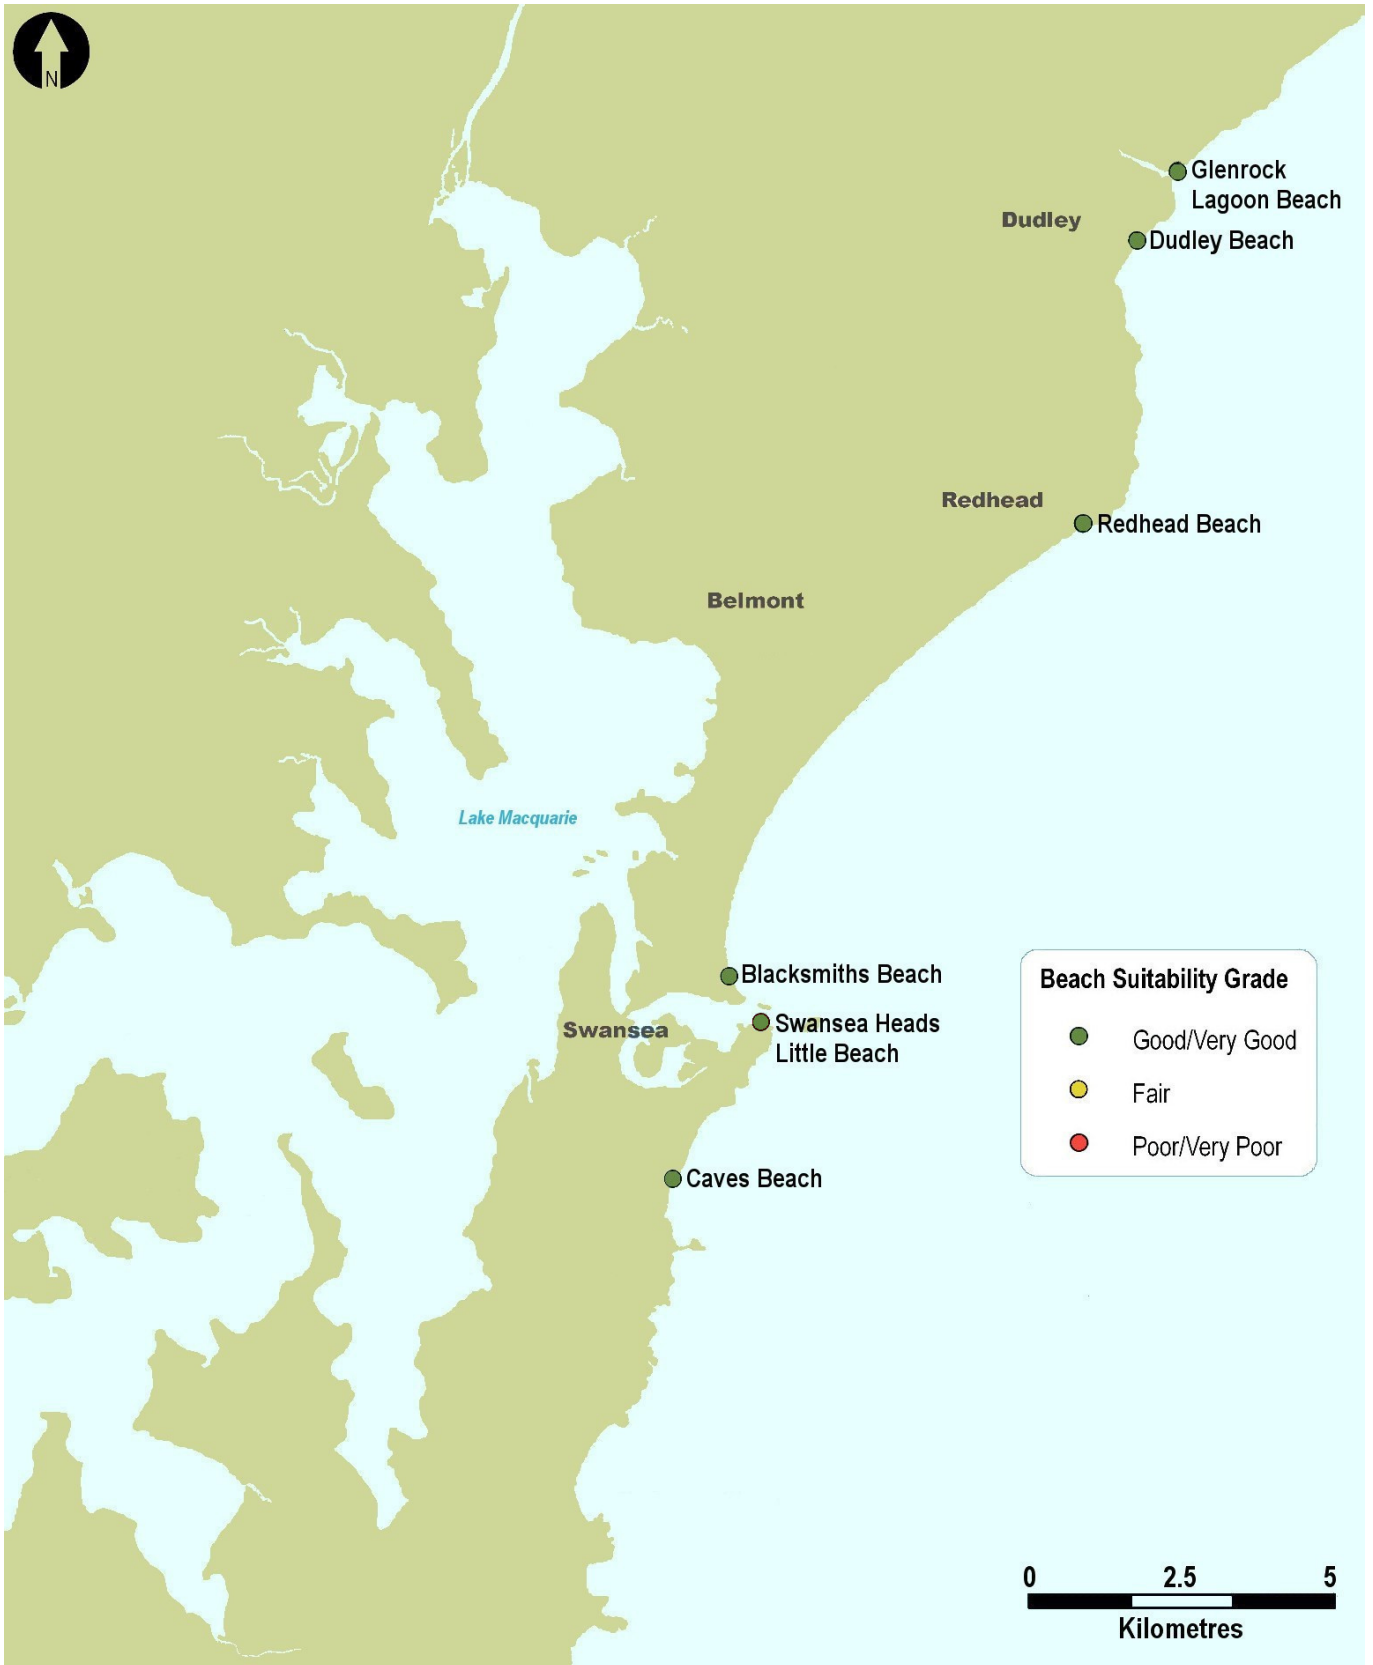 N
Glenrock
Lagoon Beach
Dudley
Dudley Beach
Redhead
Redhead Beach
Belmont
Lake Macquarie
Blacksmiths Beach
Swansea
Swansea Heads
Little Beach
Caves Beach
Beach Suitability Grade
Good/Very Good
Fair
Poor/Very Poor
0 2.5 5
Kilometres